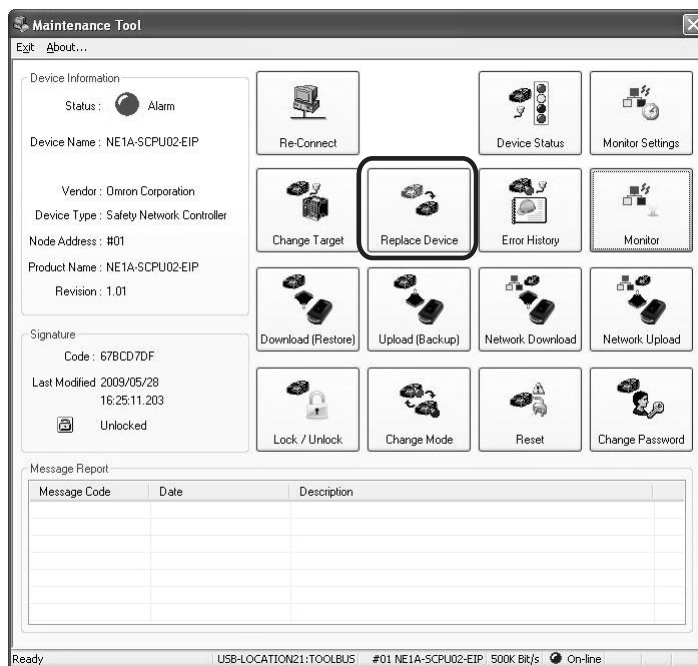 Maintenance Tool
Exit About...
Device Information
Status : Alarm
Device Name : NE1A-SCPU02-EIP
Vendor : Omron Corporation
Device Type : Safety Network Controller
Node Address : #01
Product Name : NE1A-SCPU02-EIP
Revision : 1.01
Signature
Code : 67BCD7DF
Last Modified 2009/05/28
16:25:11.203
Unlocked
Re-Connect
Device Status
Monitor Settings
Change Target
Replace Device
Error History
Monitor
Download (Restore)
Upload (Backup)
Network Download
Network Upload
Lock / Unlock
Change Mode
Reset
Change Password
Message Report
Message Code Date Description
Ready USB-LOCATION21:TOOLBUS #01 NE1A-SCPU02-EIP 500K Bit/s On-line